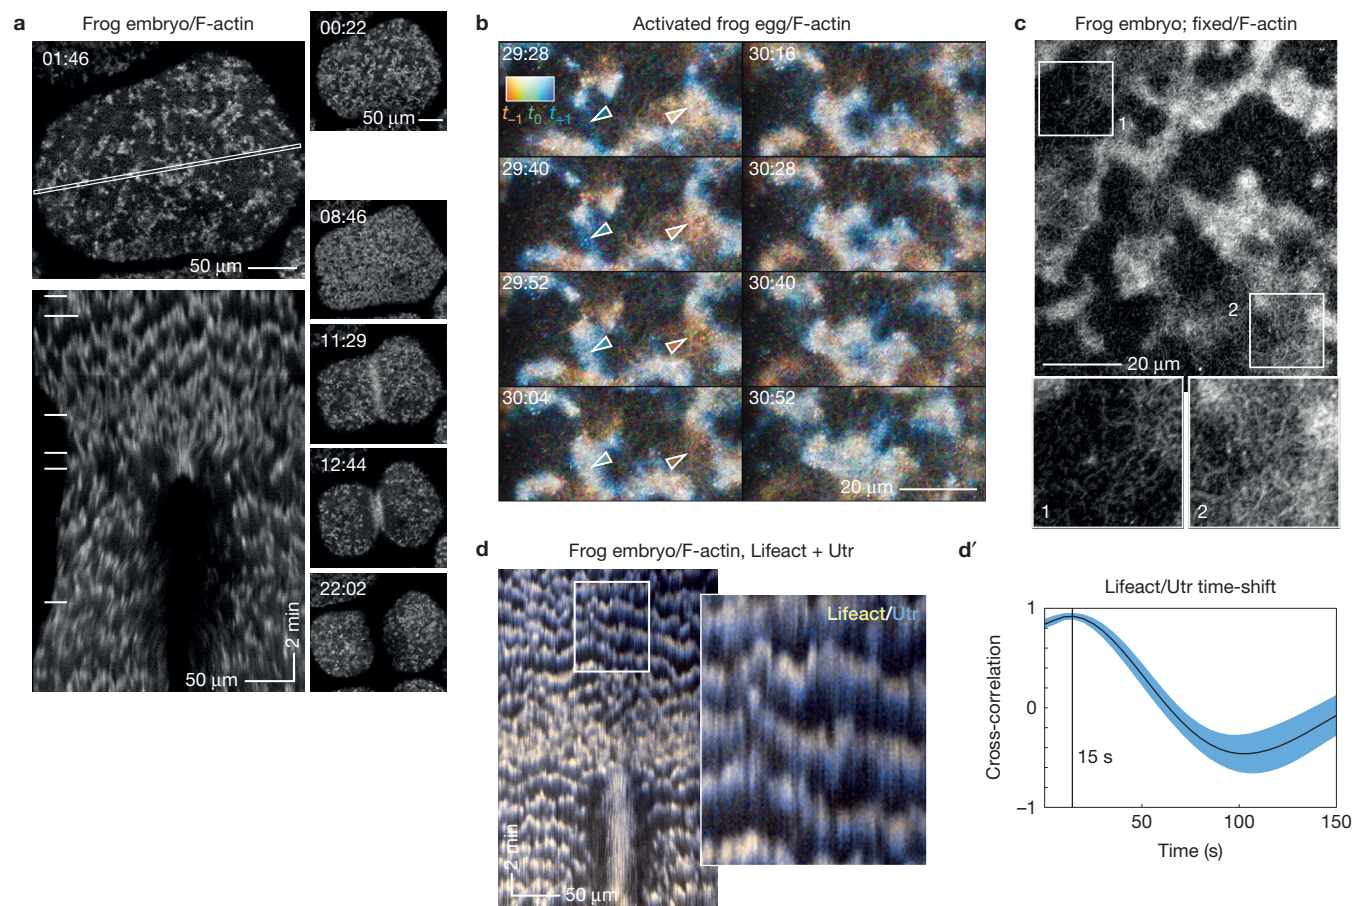 a
Frog embryo/F-actin
01:46
50 μm
00:22
50 μm
08:46
11:29
12:44
22:02
2 min
50 μm
b
Activated frog egg/F-actin
29:28
t−1 t0 t+1
30:16
29:40
30:28
29:52
30:40
30:04
30:52
20 μm
c
Frog embryo; fixed/F-actin
1
2
20 μm
1
2
d
Frog embryo/F-actin, Lifeact + Utr
Lifeact/Utr
2 min
50 μm
d′
Lifeact/Utr time-shift
Cross-correlation
1
0
−1
15 s
50
100
150
Time (s)